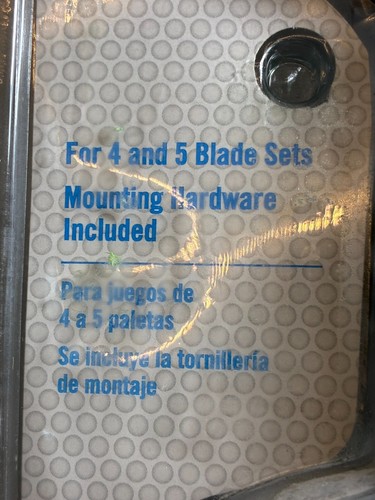 For 4 and 5 Blade Sets
Mounting Hardware
Included
Para juegos de
4 a 5 paletas
Se incluye la tornillería
de montaje